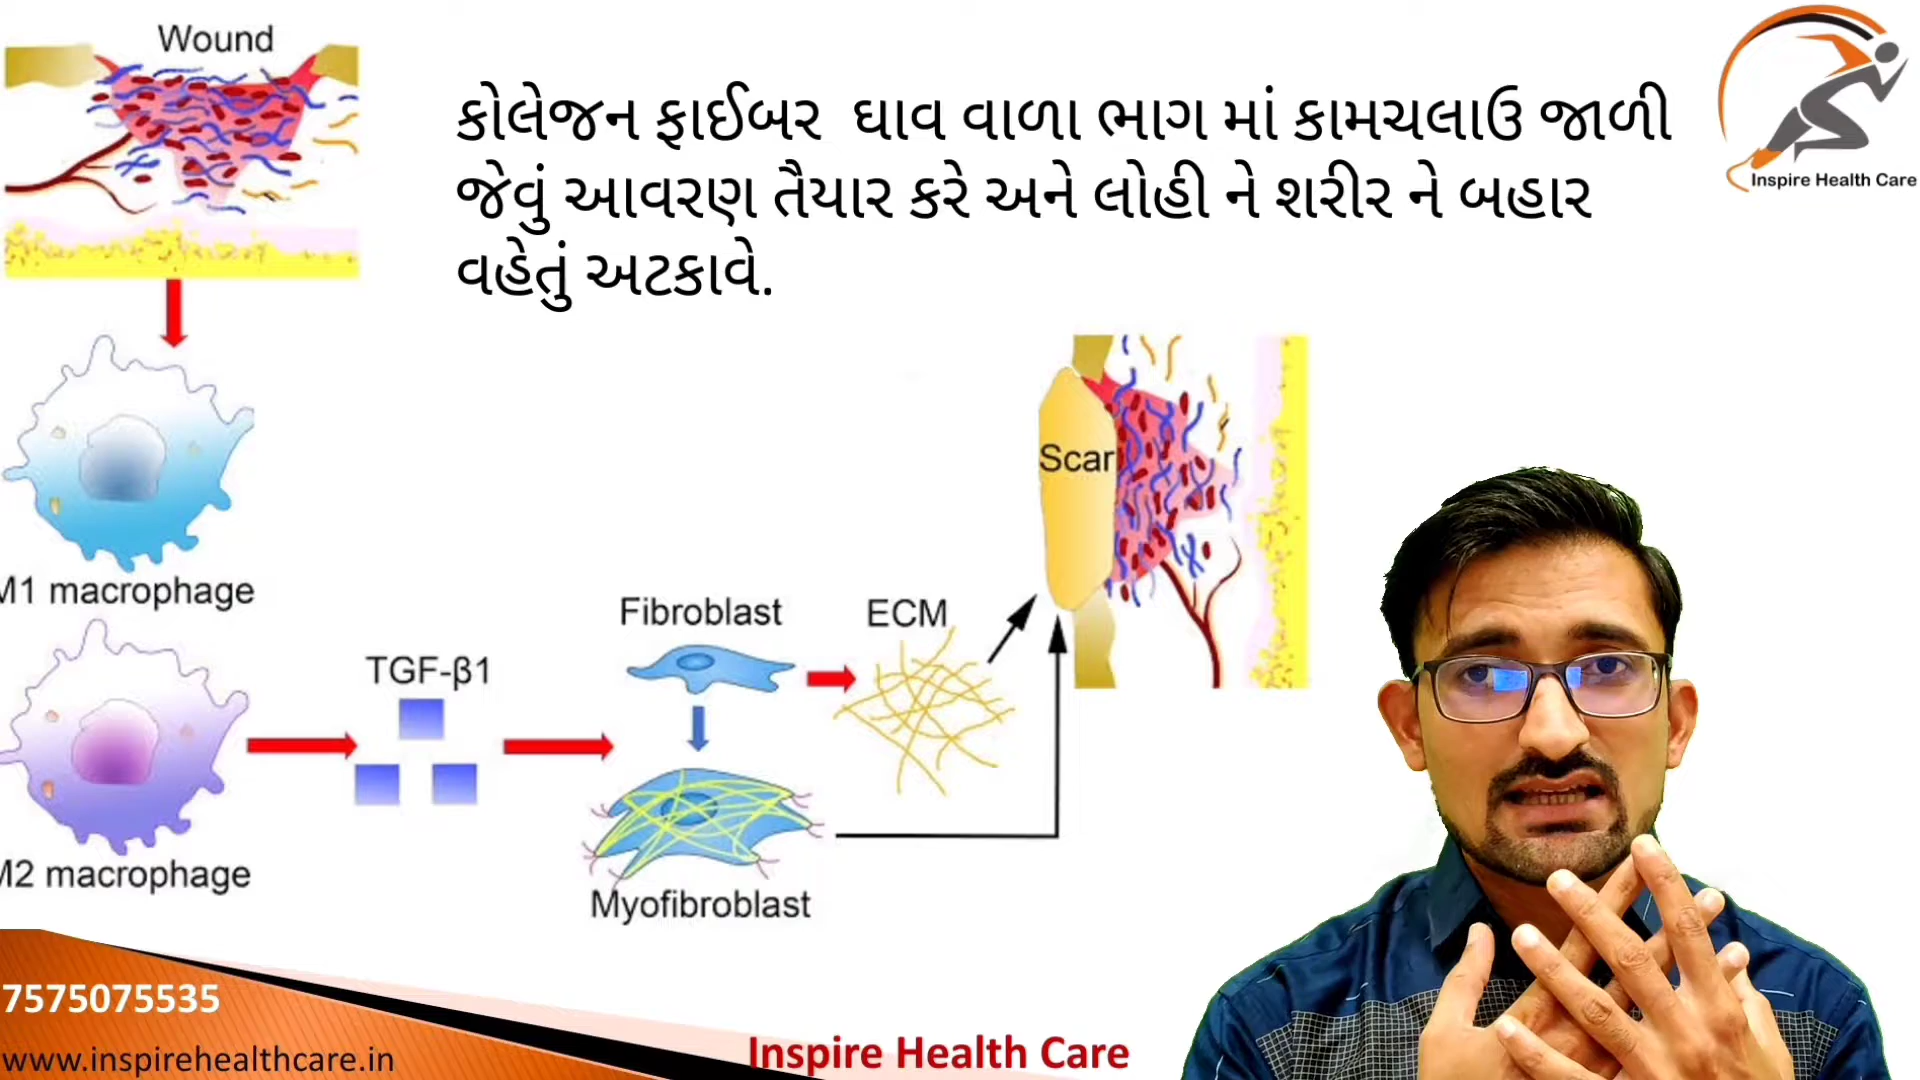 Wound
કોલેજન ફાઈબર ઘાવ વાળા ભાગ માં કામચલાઉ જાળી
જેવું આવરણ તૈયાર કરે અને લોહી ને શરીર ને બહાર
વહેતું અટકાવે.
Inspire Health Care
Scar
M1 macrophage
Fibroblast
ECM
TGF-β1
M2 macrophage
Myofibroblast
7575075535
www.inspirehealthcare.in
Inspire Health Care